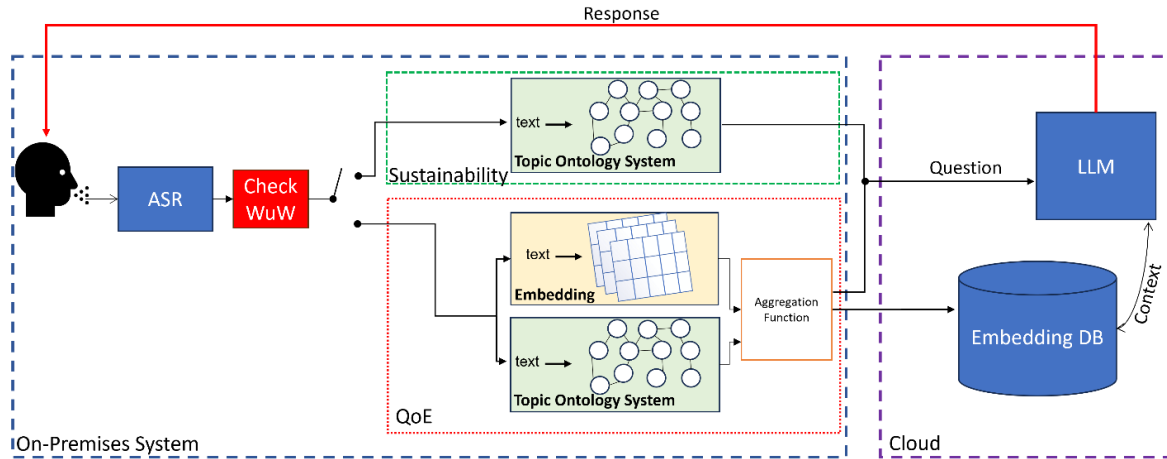 Response
text
Topic Ontology System
Sustainability
ASR
Check
WuW
Question
LLM
text
Embedding
Aggregation
Function
text
Topic Ontology System
QoE
Context
Embedding DB
On-Premises System
Cloud